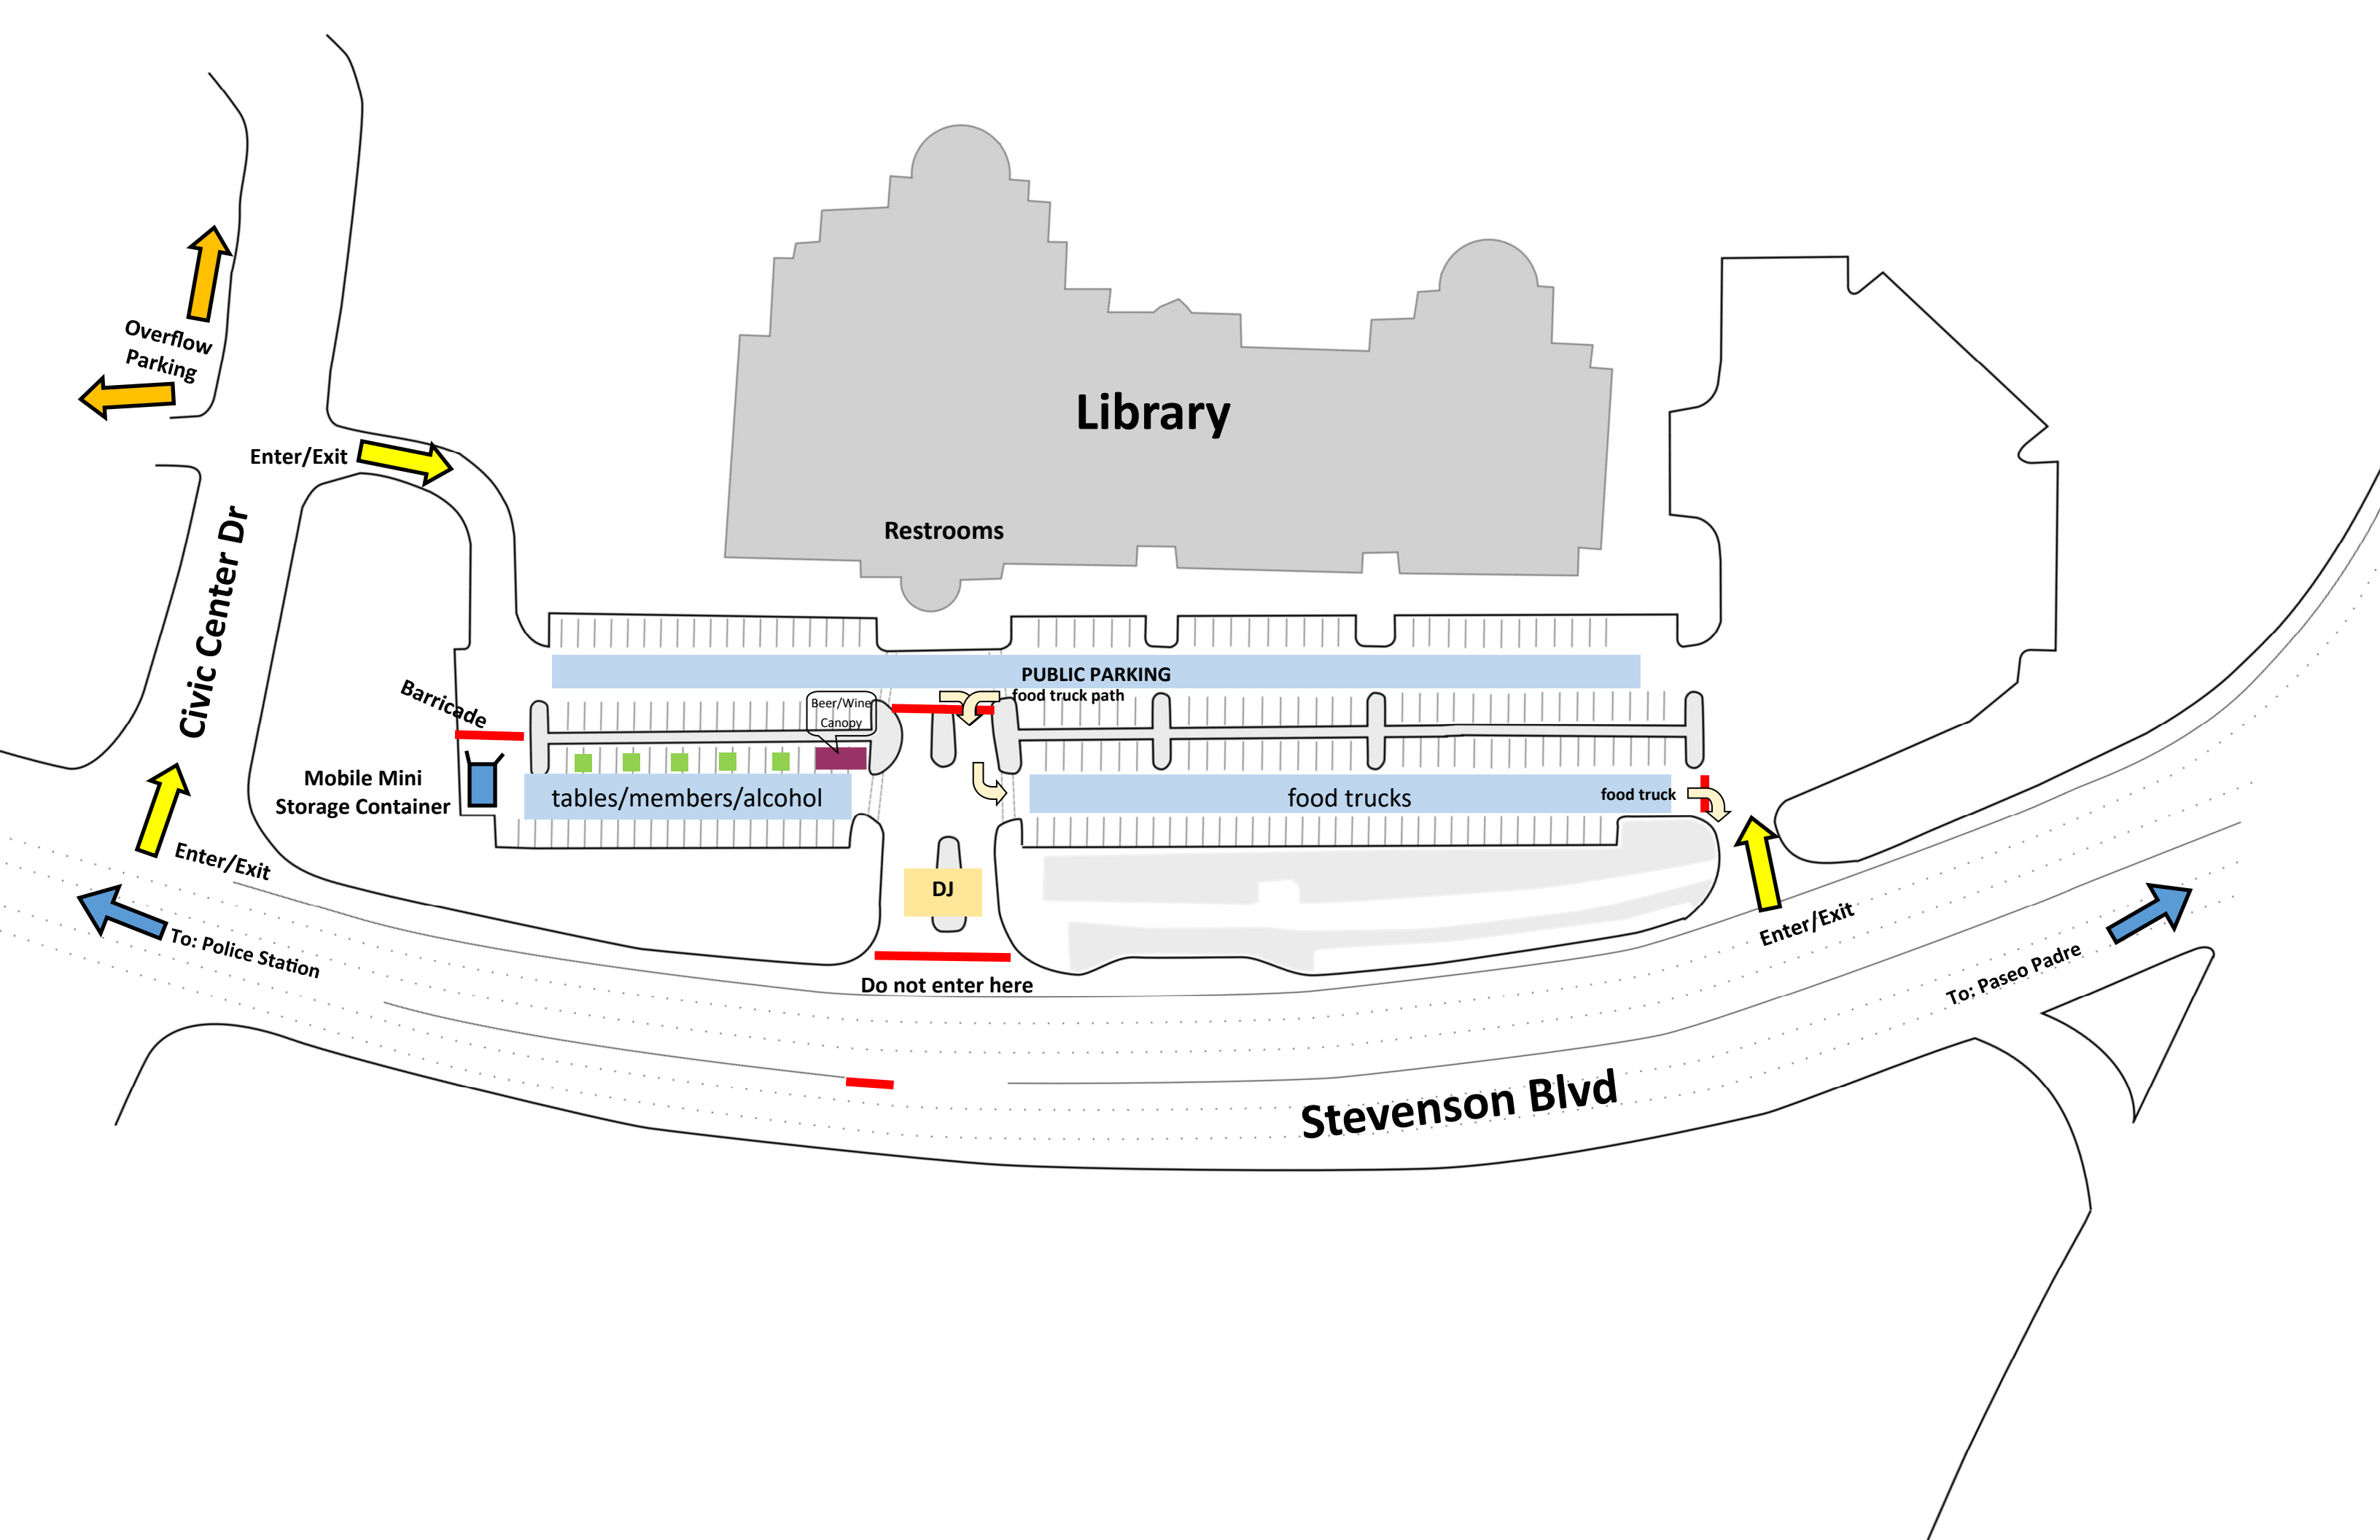 Overflow
Parking
Library
Enter/Exit
Restrooms
Civic Center Dr
PUBLIC PARKING
food truck path
Barricade
Beer/Wine
Canopy
Mobile Mini
Storage Container
tables/members/alcohol
food trucks
food truck
Enter/Exit
DJ
Enter/Exit
To: Police Station
To: Paseo Padre
Do not enter here
Stevenson Blvd